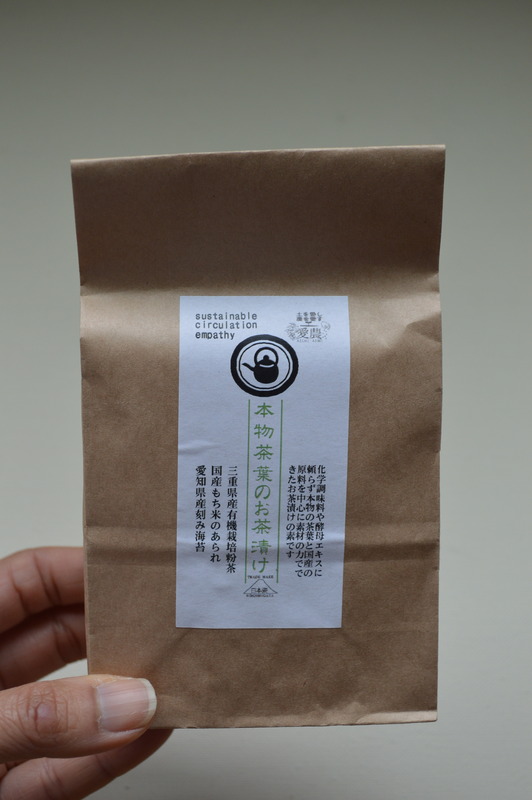 sustainable
circulation
empathy
愛農
本物茶葉のお茶漬け
化学調味料や酵母エキスに
頼らず本物の茶葉と国産の
原料を中心に素材の力でで
きたお茶漬けの素です
三重県産有機栽培粉茶
国産もち米のあられ
愛知県産刻み海苔
TRADE MARK